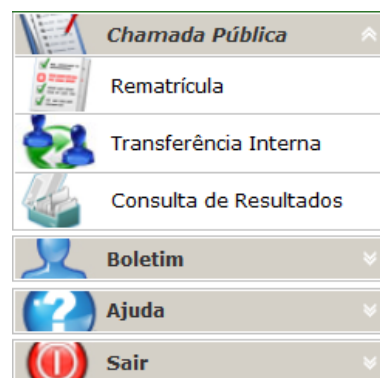 Chamada Pública
Rematrícula
Transferência Interna
Consulta de Resultados
Boletim
Ajuda
Sair